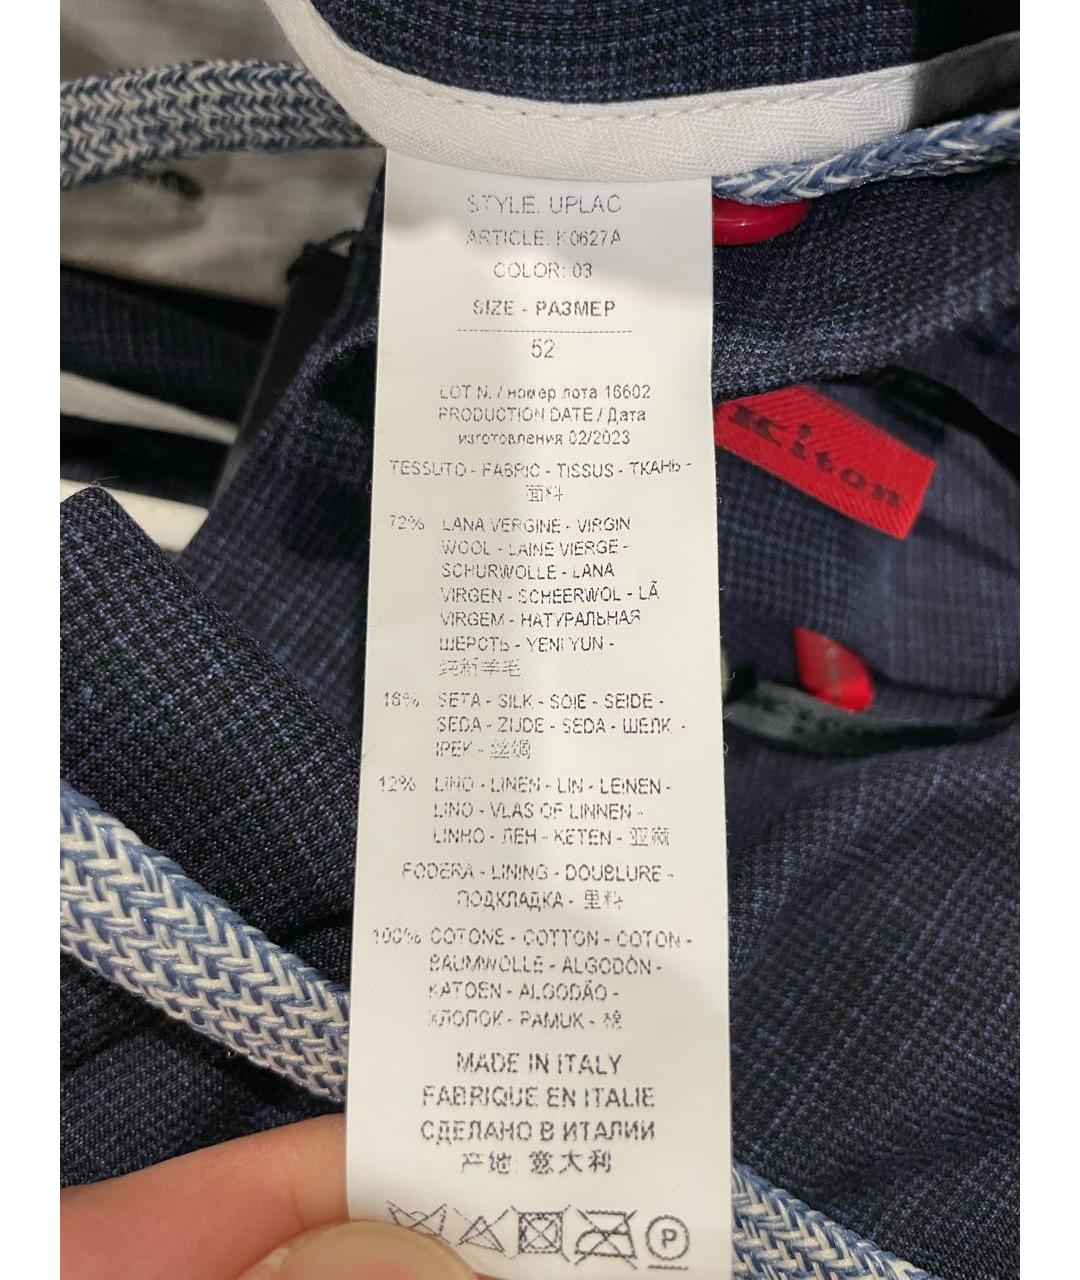 STYLE: UPLAC
ARTICLE: K0627A
COLOR: 03
SIZE - РАЗМЕР
52
LOT N. / номер лота 16602
PRODUCTION DATE / Дата
изготовления 02/2023
TESSUTO - FABRIC - TISSUS - ТКАНЬ -
面料
72% LANA VERGINE - VIRGIN
WOOL - LAINE VIERGE -
SCHURWOLLE - LANA
VIRGEN - SCHEERWOL - LÃ
VIRGEM - НАТУРАЛЬНАЯ
ШЕРСТЬ - YENI YUN -
纯新羊毛
16% SETA - SILK - SOIE - SEIDE -
SEDA - ZIJDE - SEDA - ШЕЛК -
IPEK - 丝绸
12% LINO - LINEN - LIN - LEINEN -
LINO - VLAS OF LINNEN -
LINHO - ЛЕН - KETEN - 亚麻
FODERA - LINING - DOUBLURE -
ПОДКЛАДКА - 里料
100% COTONE - COTTON - COTON -
BAUMWOLLE - ALGODÒN -
KATOEN - ALGODÃO -
ХЛОПОК - PAMUK - 棉
MADE IN ITALY
FABRIQUE EN ITALIE
СДЕЛАНО В ИТАЛИИ
产地: 意大利
P
Kiton